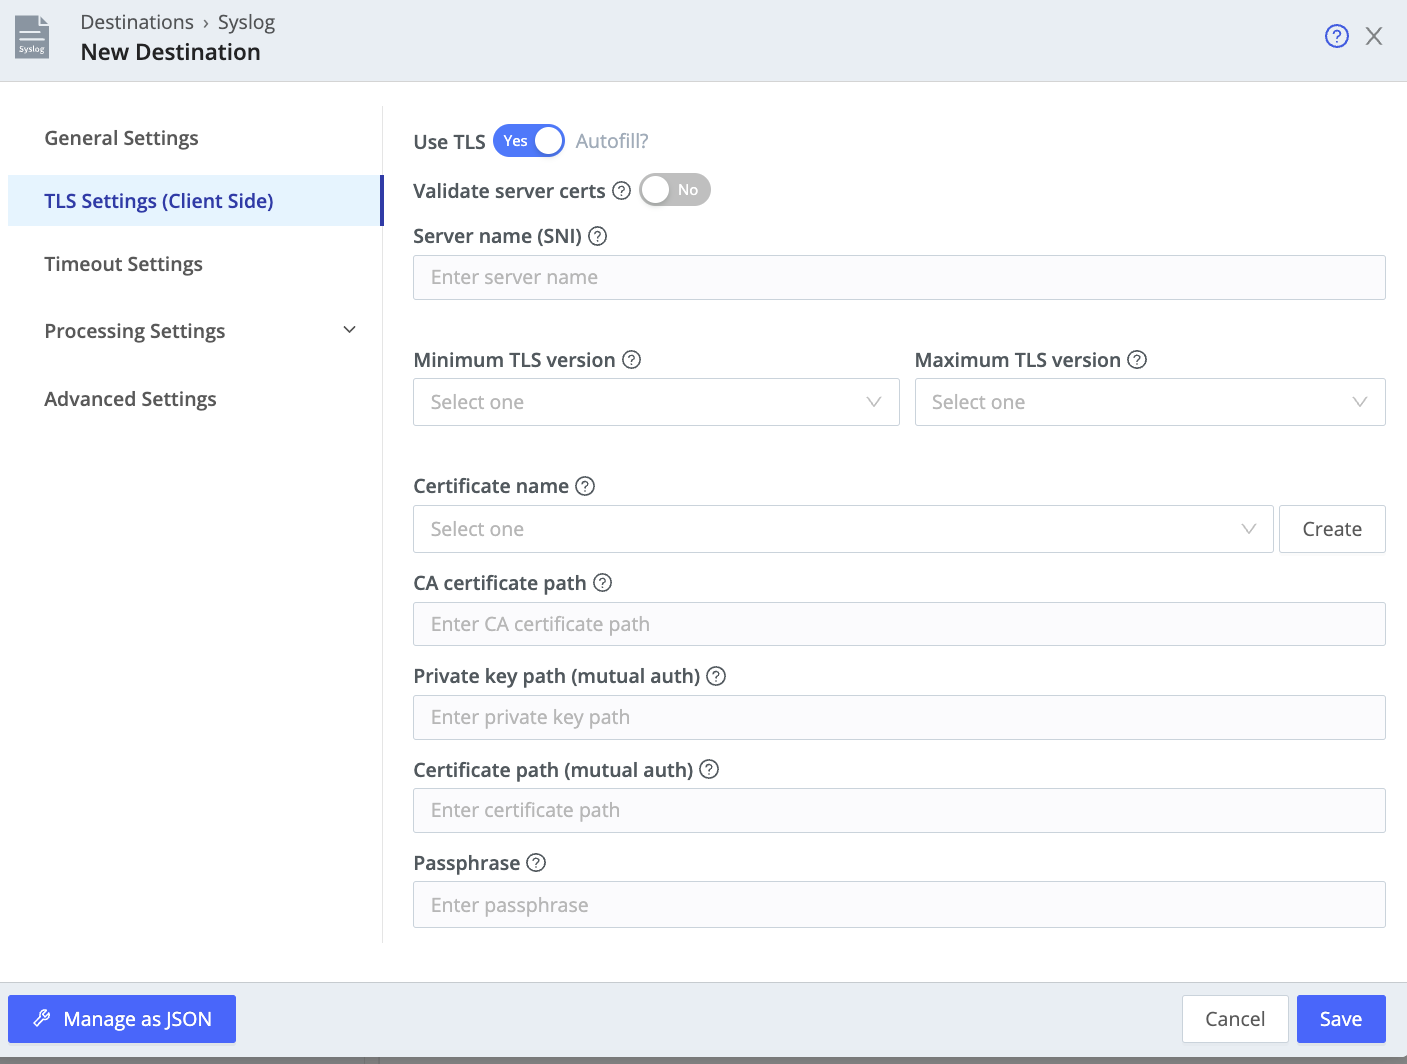 Syslog
Destinations › Syslog
New Destination
General Settings
TLS Settings (Client Side)
Timeout Settings
Processing Settings
Advanced Settings
Use TLS Yes Autofill?
Validate server certs ? No
Server name (SNI) ?
Enter server name
Minimum TLS version ? Maximum TLS version ?
Select one Select one
Certificate name ?
Select one Create
CA certificate path ?
Enter CA certificate path
Private key path (mutual auth) ?
Enter private key path
Certificate path (mutual auth) ?
Enter certificate path
Passphrase ?
Enter passphrase
Manage as JSON Cancel Save